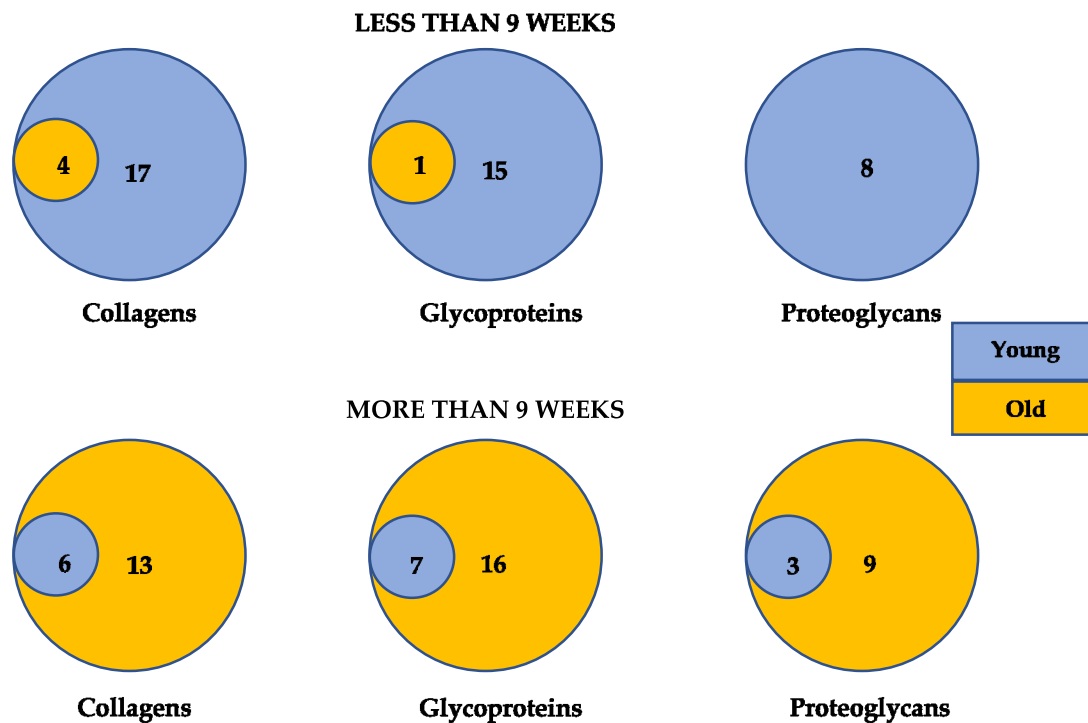 LESS THAN 9 WEEKS
4 17
1 15
8
Collagens
Glycoproteins
Proteoglycans
Young
Old
MORE THAN 9 WEEKS
6 13
7 16
3 9
Collagens
Glycoproteins
Proteoglycans